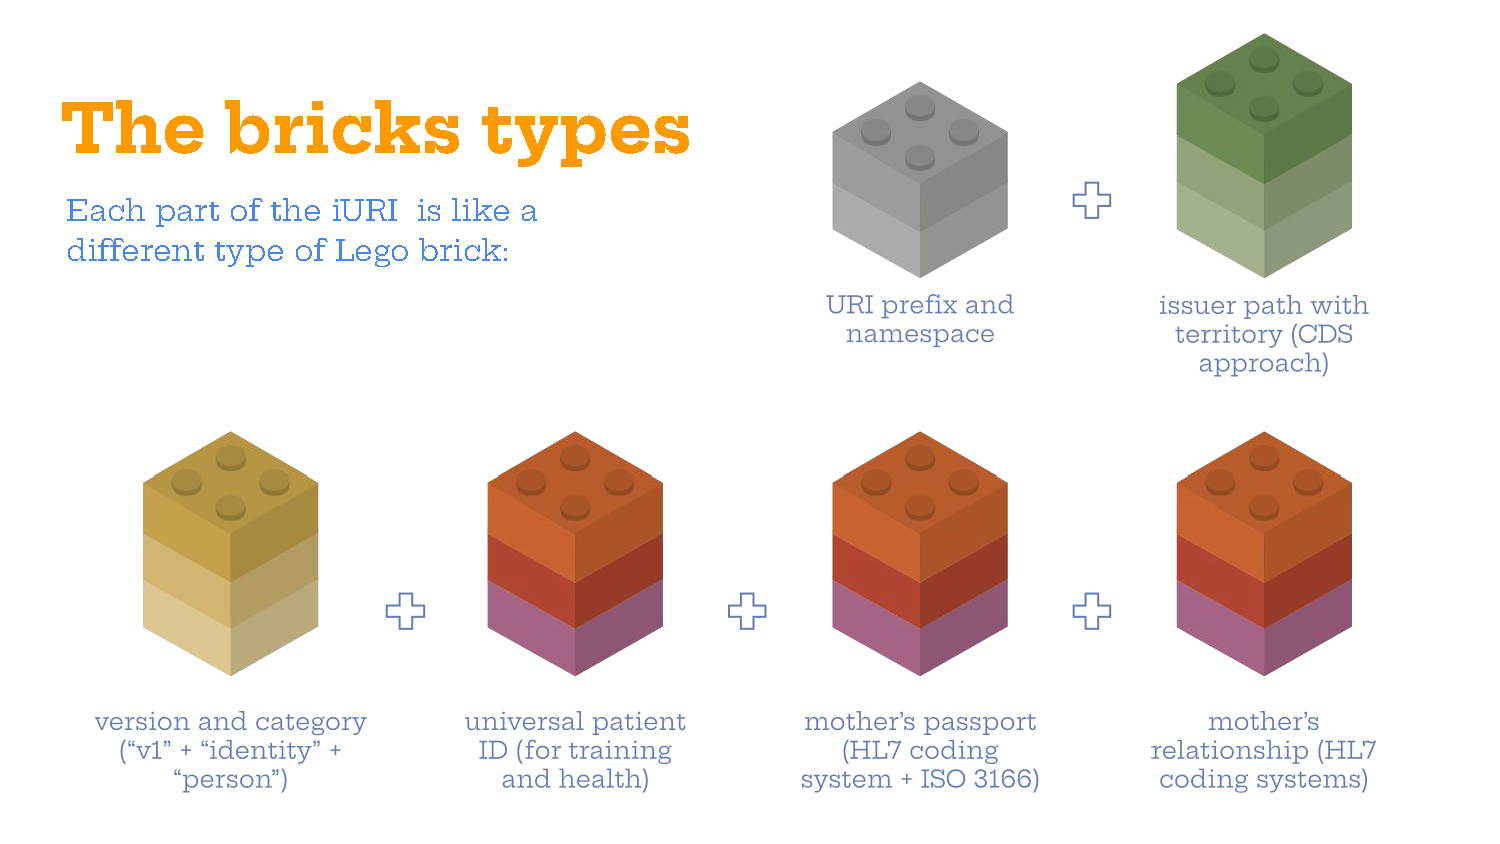 The bricks types
Each part of the iURI is like a
different type of Lego brick:
URI prefix and
namespace
issuer path with
territory (CDS
approach)
version and category
(“v1” + “identity” +
“person”)
universal patient
ID (for training
and health)
mother’s passport
(HL7 coding
system + ISO 3166)
mother’s
relationship (HL7
coding systems)